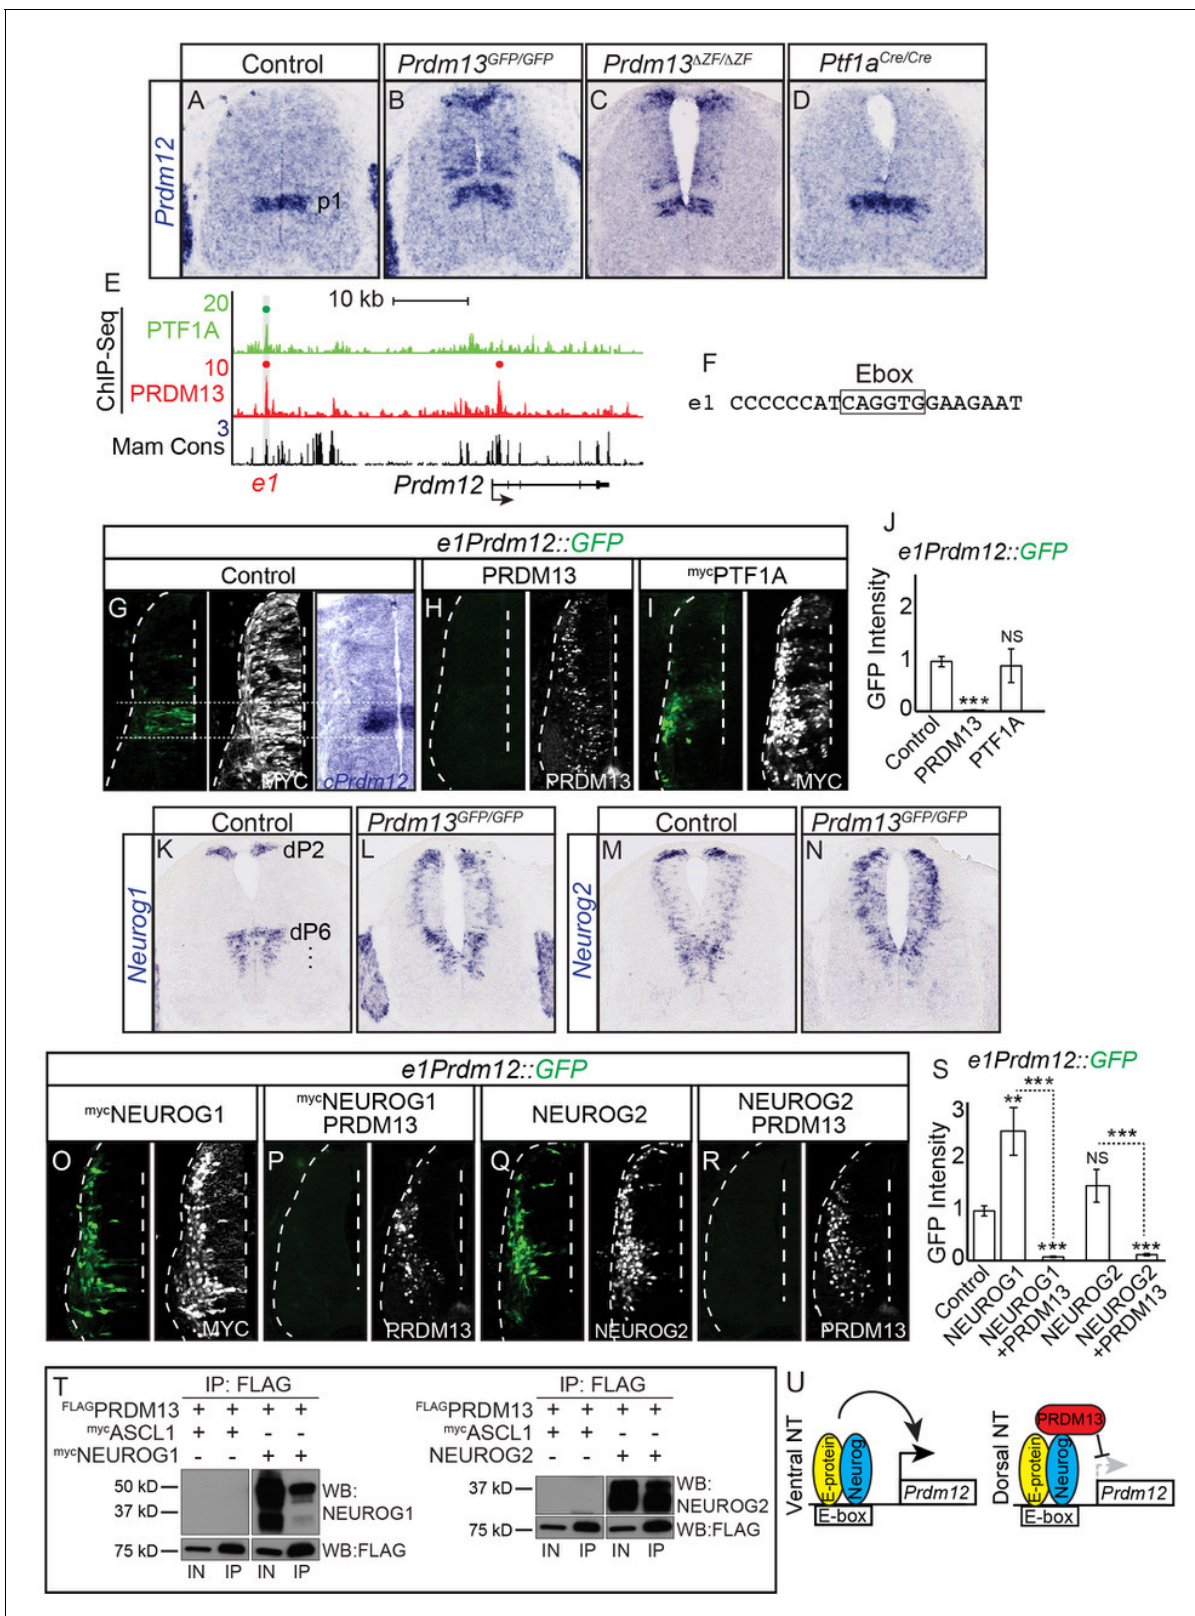 Control
Prdm13GFP/GFP
Prdm13ΔZF/ΔZF
Ptf1aCre/Cre
Prdm12
A
B
C
D
p1
E
10 kb
ChIP-Seq
20
PTF1A
10
PRDM13
3
Mam Cons
e1
Prdm12
F
Ebox
e1 CCCCCCATCAGGTGGAAGAAT
e1Prdm12::GFP
Control
PRDM13
mycPTF1A
G
MYC
cPrdm12
H
PRDM13
I
MYC
J
e1Prdm12::GFP
GFP Intensity
2
1
0
***
NS
Control
PRDM13
PTF1A
Control
Prdm13GFP/GFP
Control
Prdm13GFP/GFP
Neurog1
K
dP2
dP6
L
Neurog2
M
N
e1Prdm12::GFP
mycNEUROG1
mycNEUROG1
PRDM13
NEUROG2
NEUROG2
PRDM13
O
MYC
P
PRDM13
Q
NEUROG2
R
PRDM13
S
e1Prdm12::GFP
GFP Intensity
3
2
1
0
**
***
***
NS
***
***
Control
NEUROG1
NEUROG1
+PRDM13
NEUROG2
NEUROG2
+PRDM13
T
IP: FLAG
FLAGPRDM13 + + + +
mycASCL1 + + - -
mycNEUROG1 - - + +
50 kD
37 kD
WB:
NEUROG1
75 kD
WB:FLAG
IN IP IN IP
IP: FLAG
FLAGPRDM13 + + + +
mycASCL1 + + - -
NEUROG2 - - + +
37 kD
WB:
NEUROG2
75 kD
WB:FLAG
IN IP IN IP
U
Ventral NT
E-protein
Neurog
E-box
Prdm12
Dorsal NT
PRDM13
E-protein
Neurog
E-box
Prdm12